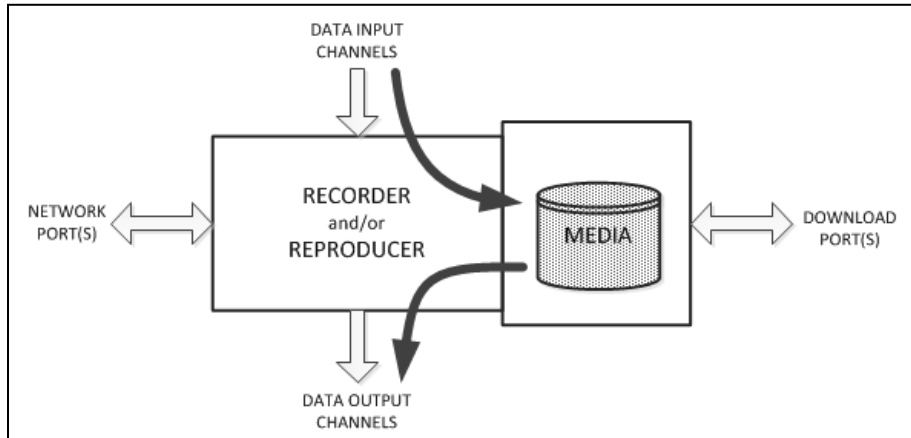 DATA INPUT
CHANNELS
RECORDER
and/or
REPRODUCER
NETWORK
PORT(S)
MEDIA
DOWNLOAD
PORT(S)
DATA OUTPUT
CHANNELS